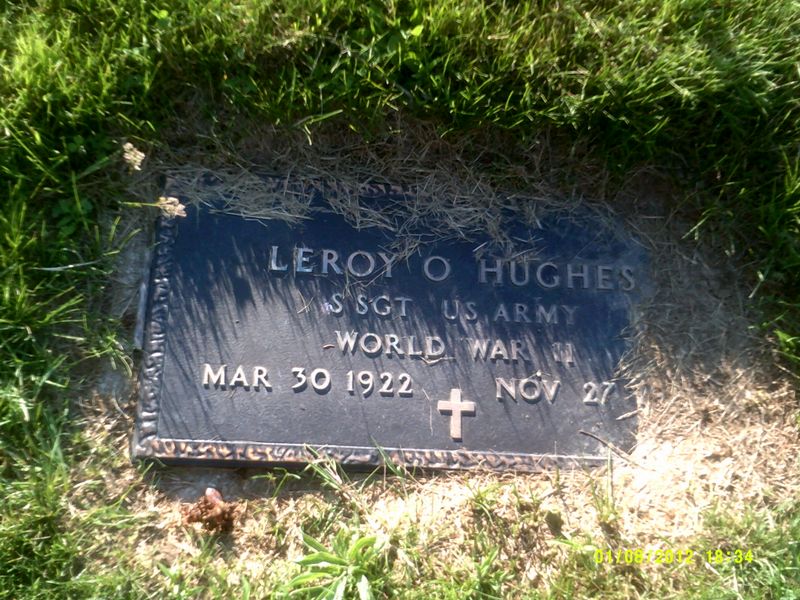 LEROY O HUGHES
S SGT US ARMY
WORLD WAR II
MAR 30 1922 NOV 27
01/08/2012 18:34